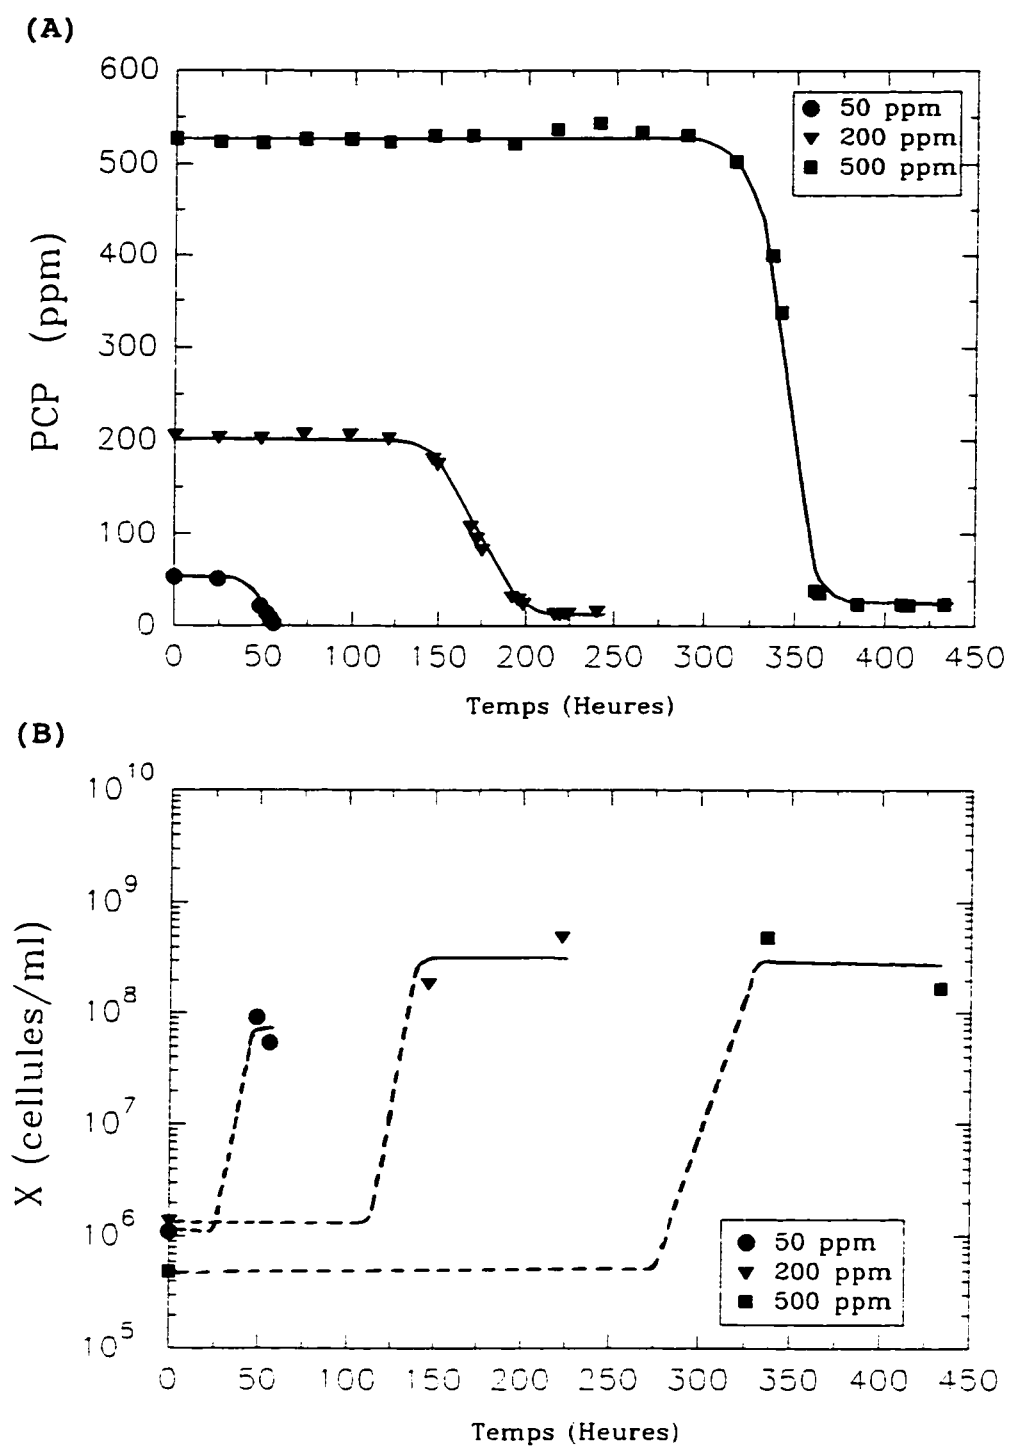 (A)
600
500
400
300
200
100
0
PCP (ppm)
50 ppm
200 ppm
500 ppm
0 50 100 150 200 250 300 350 400 450
Temps (Heures)
(B)
10^10
10^9
10^8
10^7
10^6
10^5
X (cellules/ml)
50 ppm
200 ppm
500 ppm
0 50 100 150 200 250 300 350 400 450
Temps (Heures)